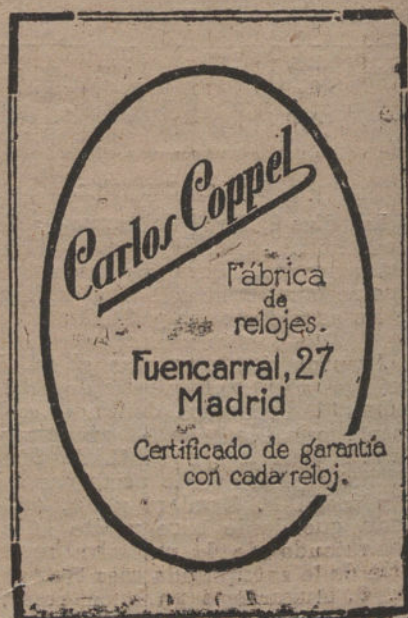 Carlos Coppel
Fábrica
de
relojes.
Fuencarral, 27
Madrid
Certificado de garantía
con cada reloj.